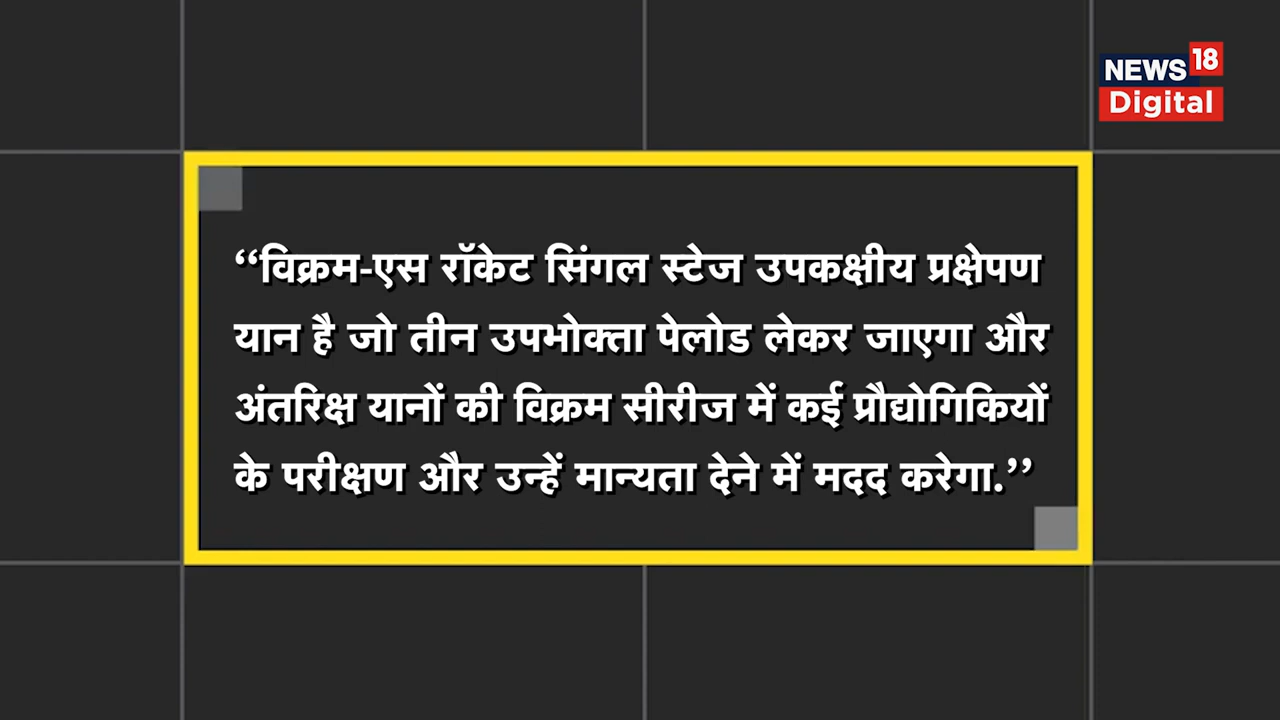 NEWS 18
Digital
‘‘विक्रम-एस रॉकेट सिंगल स्टेज उपकक्षीय प्रक्षेपण
यान है जो तीन उपभोक्ता पेलोड लेकर जाएगा और
अंतरिक्ष यानों की विक्रम सीरीज में कई प्रौद्योगिकियों
के परीक्षण और उन्हें मान्यता देने में मदद करेगा.’’